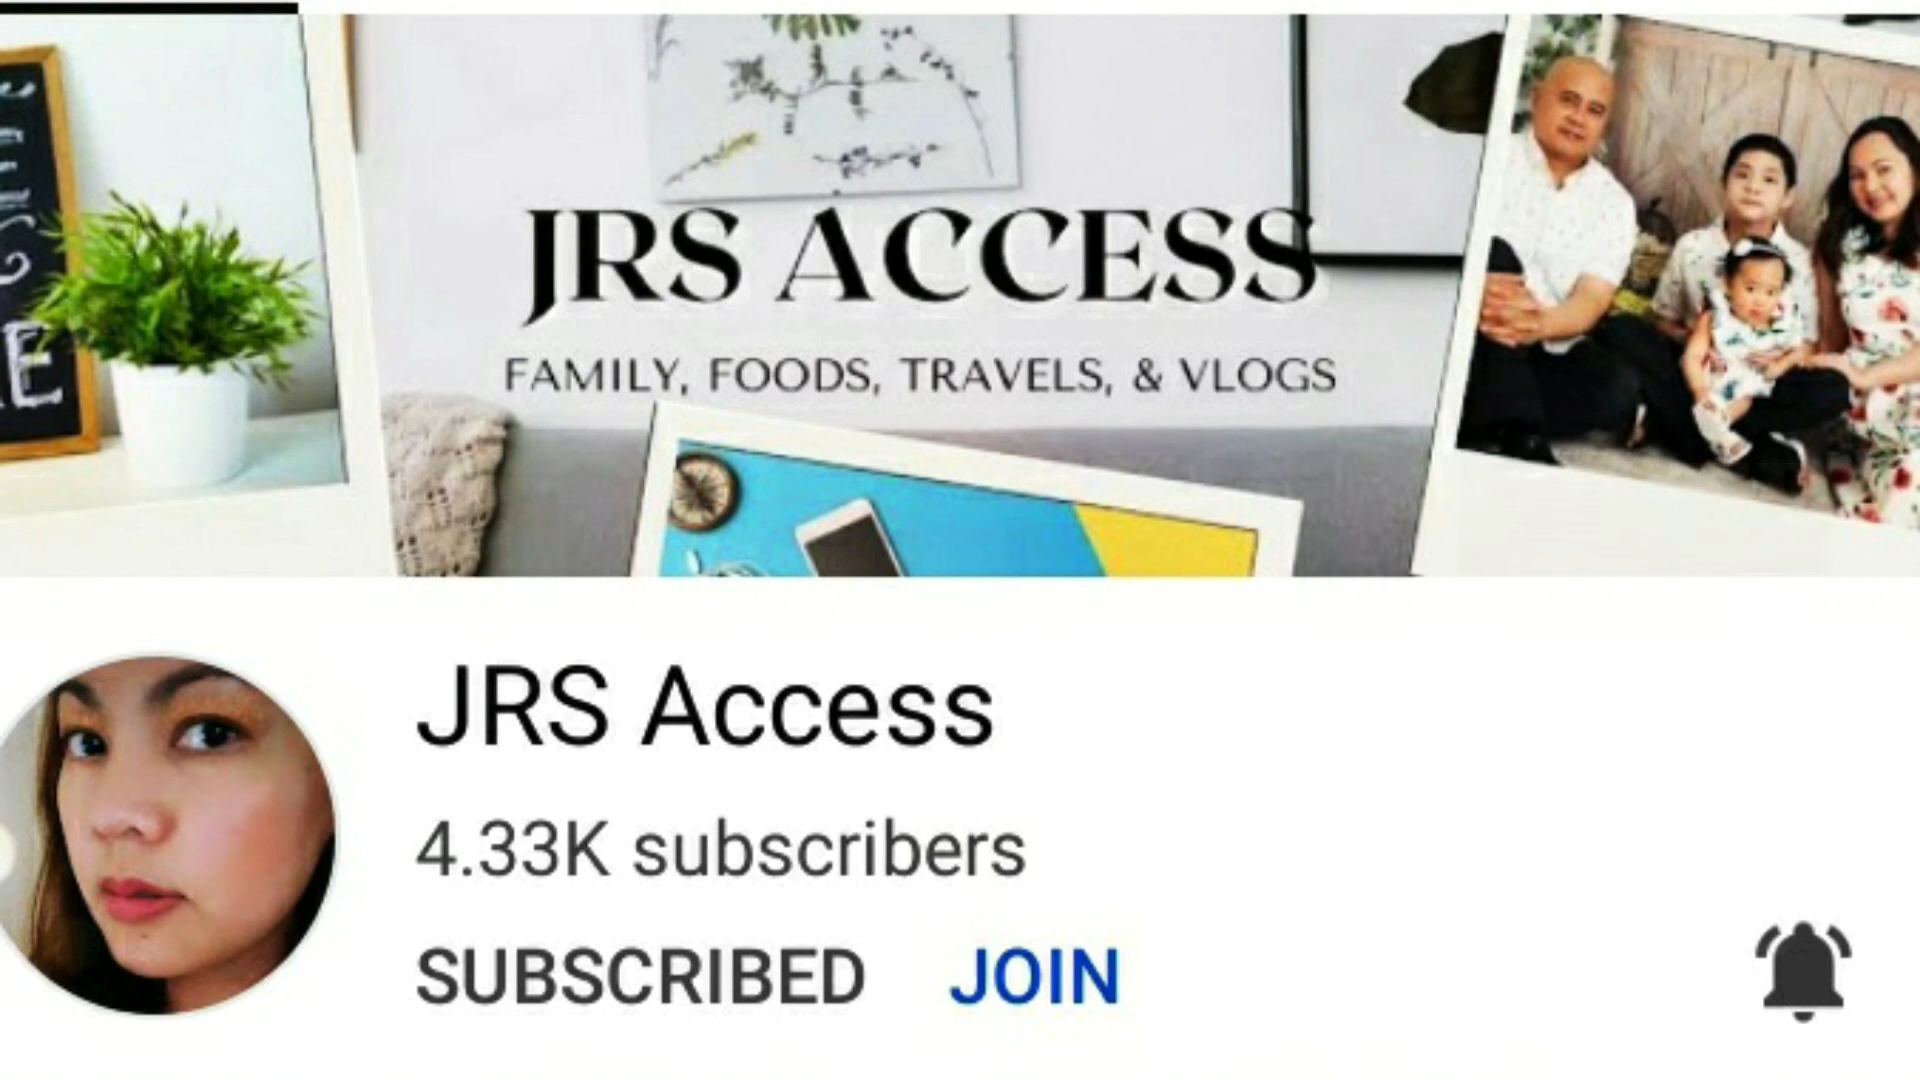 JRS ACCESS
FAMILY, FOODS, TRAVELS, & VLOGS
JRS Access
4.33K subscribers
SUBSCRIBED JOIN